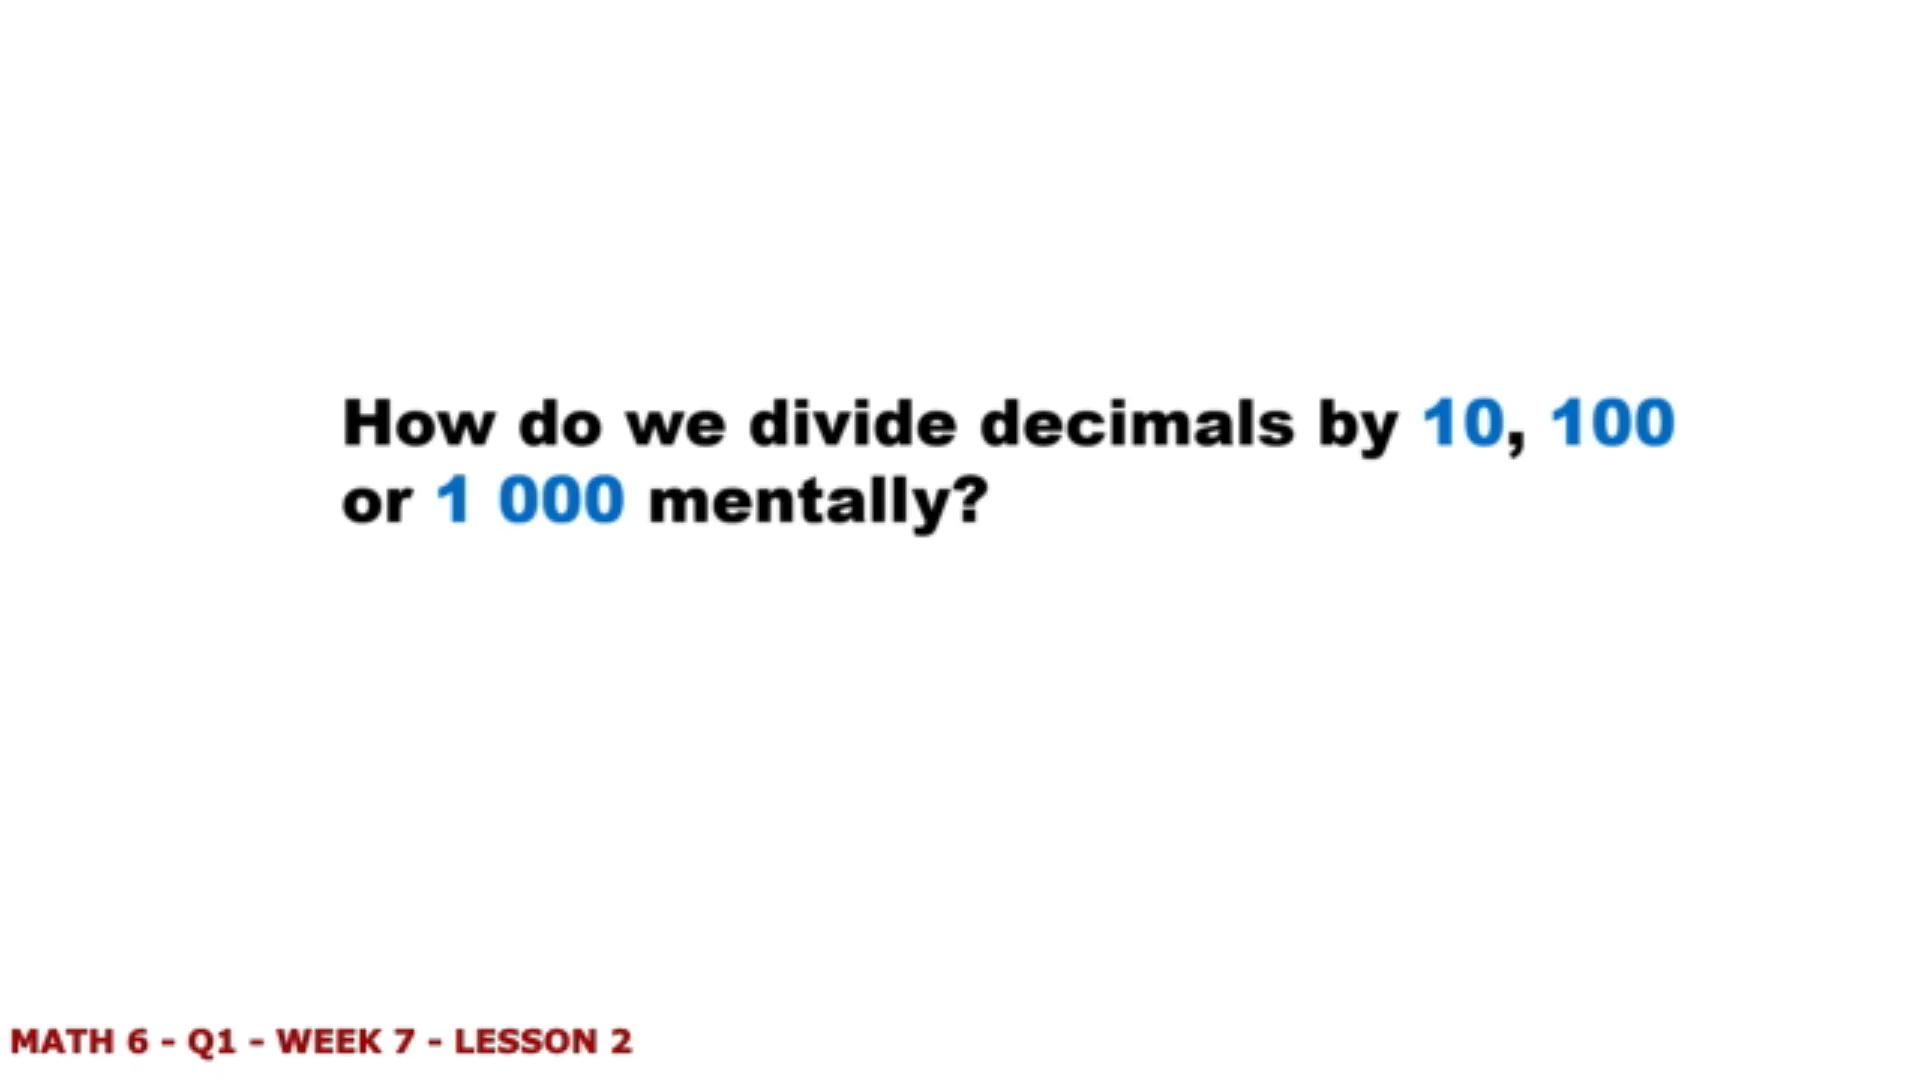 How do we divide decimals by 10, 100
or 1 000 mentally?
MATH 6 - Q1 - WEEK 7 - LESSON 2